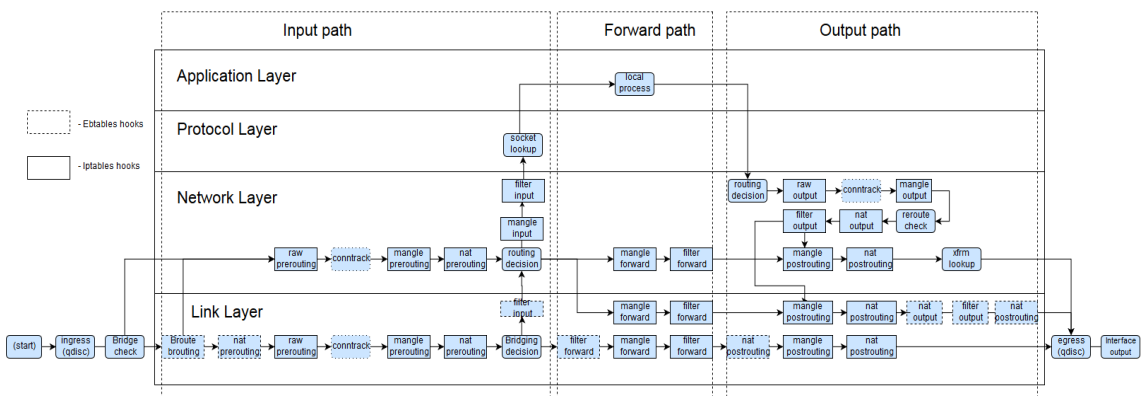 Input path
Forward path
Output path
Application Layer
local
process
- Ebtables hooks
Protocol Layer
socket
lookup
- Iptables hooks
Network Layer
filter
input
routing
decision
raw
output
conntrack
mangle
output
mangle
input
filter
output
nat
output
reroute
check
raw
prerouting
conntrack
mangle
prerouting
nat
prerouting
routing
decision
mangle
forward
filter
forward
mangle
postrouting
nat
postrouting
xfrm
lookup
Link Layer
filter
input
mangle
forward
filter
forward
mangle
postrouting
nat
postrouting
nat
output
filter
output
nat
postrouting
(start)
ingress
(qdisc)
Bridge
check
Broute
brouting
nat
prerouting
raw
prerouting
conntrack
mangle
prerouting
nat
prerouting
Bridging
decision
filter
forward
mangle
forward
filter
forward
nat
postrouting
mangle
postrouting
nat
postrouting
egress
(qdisc)
Interface
output